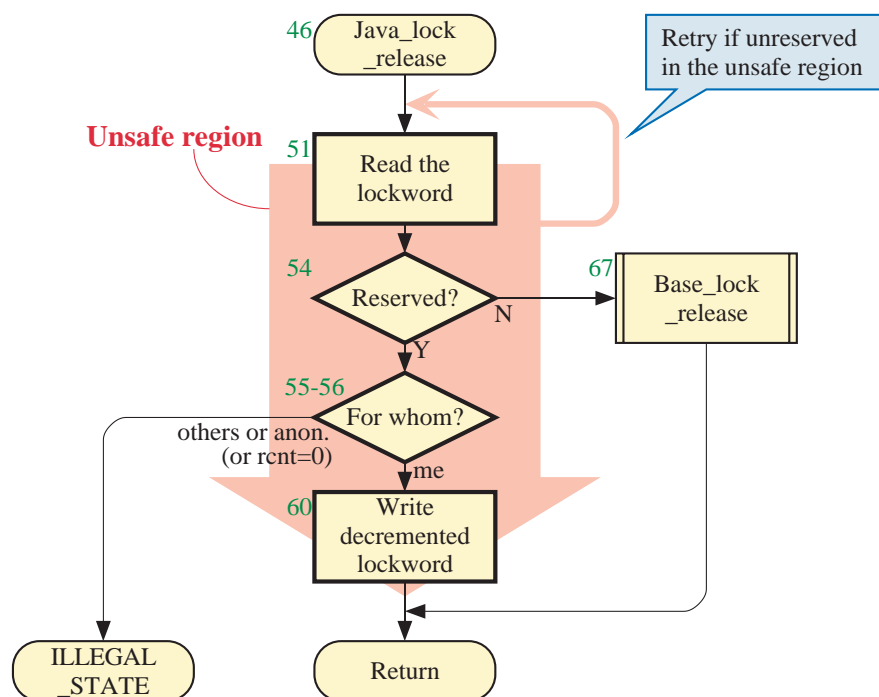 46
Java_lock
_release
Retry if unreserved
in the unsafe region
Unsafe region
51
Read the
lockword
54
Reserved?
N
Y
67
Base_lock
_release
55-56
For whom?
others or anon.
(or rcnt=0)
me
60
Write
decremented
lockword
ILLEGAL
_STATE
Return